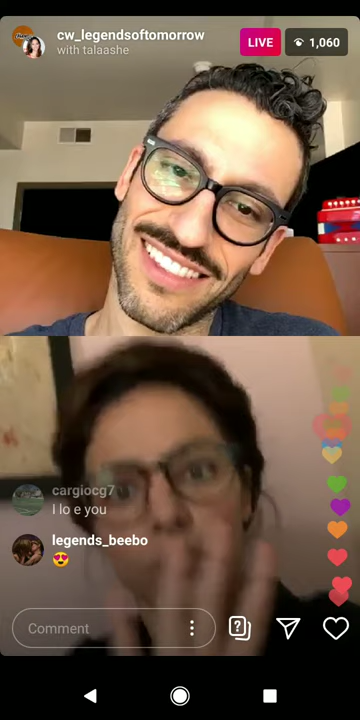 cw_legendsoftomorrow
with talaashe
LIVE
1,060
cargiocg7
I lo e you
legends_beebo
😍
Comment